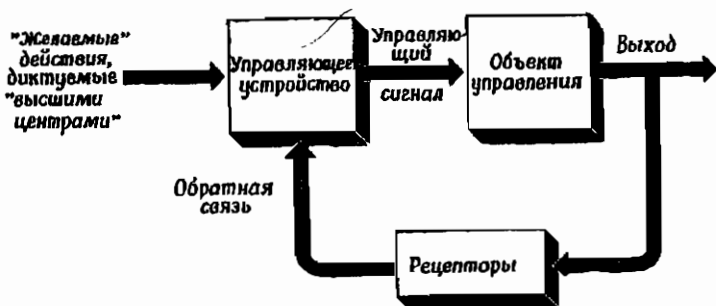 "Желаемые"
действия,
диктуемые
"высшими
центрами"
Управляющее
устройство
Управляю-
щий
сигнал
Объект
управления
Выход
Обратная
связь
Рецепторы